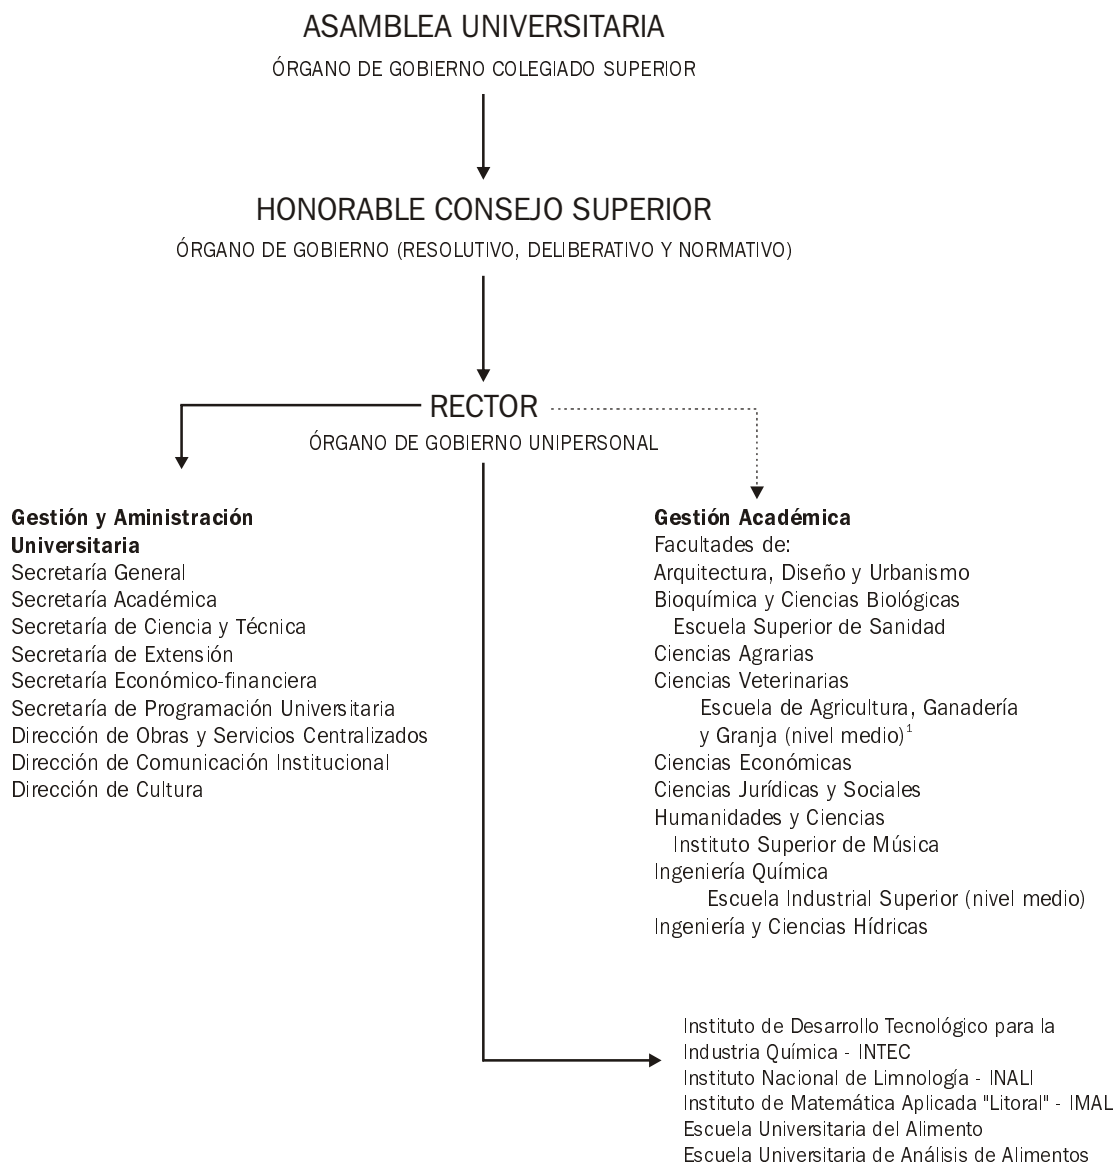 ASAMBLEA UNIVERSITARIA
ÓRGANO DE GOBIERNO COLEGIADO SUPERIOR
HONORABLE CONSEJO SUPERIOR
ÓRGANO DE GOBIERNO (RESOLUTIVO, DELIBERATIVO Y NORMATIVO)
RECTOR
ÓRGANO DE GOBIERNO UNIPERSONAL
Gestión y Aministración
Universitaria
Secretaría General
Secretaría Académica
Secretaría de Ciencia y Técnica
Secretaría de Extensión
Secretaría Económico-financiera
Secretaría de Programación Universitaria
Dirección de Obras y Servicios Centralizados
Dirección de Comunicación Institucional
Dirección de Cultura
Gestión Académica
Facultades de:
Arquitectura, Diseño y Urbanismo
Bioquímica y Ciencias Biológicas
Escuela Superior de Sanidad
Ciencias Agrarias
Ciencias Veterinarias
Escuela de Agricultura, Ganadería
y Granja (nivel medio)¹
Ciencias Económicas
Ciencias Jurídicas y Sociales
Humanidades y Ciencias
Instituto Superior de Música
Ingeniería Química
Escuela Industrial Superior (nivel medio)
Ingeniería y Ciencias Hídricas
Instituto de Desarrollo Tecnológico para la
Industria Química - INTEC
Instituto Nacional de Limnología - INALI
Instituto de Matemática Aplicada "Litoral" - IMAL
Escuela Universitaria del Alimento
Escuela Universitaria de Análisis de Alimentos